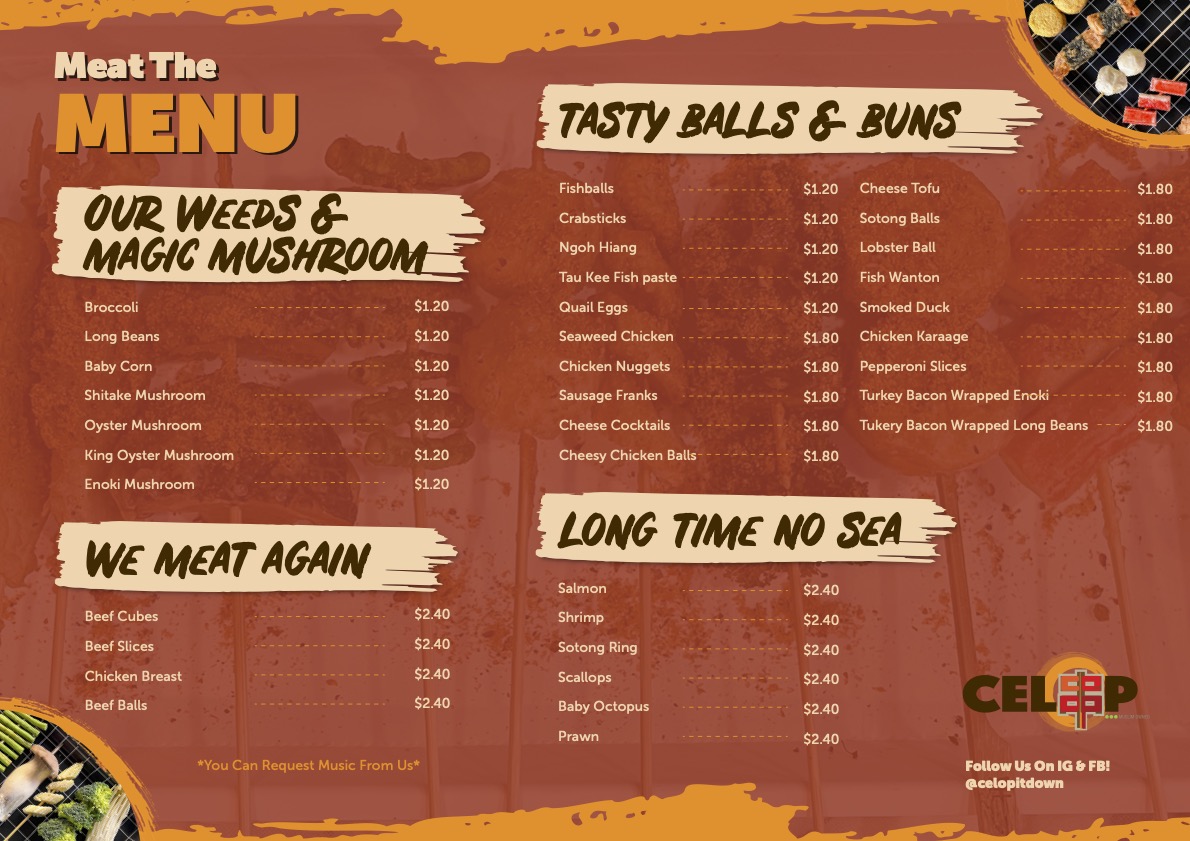 Meat The
MENU
OUR WEEDS &
MAGIC MUSHROOM
Broccoli $1.20
Long Beans $1.20
Baby Corn $1.20
Shitake Mushroom $1.20
Oyster Mushroom $1.20
King Oyster Mushroom $1.20
Enoki Mushroom $1.20
WE MEAT AGAIN
Beef Cubes $2.40
Beef Slices $2.40
Chicken Breast $2.40
Beef Balls $2.40
*You Can Request Music From Us*
TASTY BALLS & BUNS
Fishballs $1.20
Crabsticks $1.20
Ngoh Hiang $1.20
Tau Kee Fish paste $1.20
Quail Eggs $1.20
Seaweed Chicken $1.80
Chicken Nuggets $1.80
Sausage Franks $1.80
Cheese Cocktails $1.80
Cheesy Chicken Balls $1.80
Cheese Tofu $1.80
Sotong Balls $1.80
Lobster Ball $1.80
Fish Wanton $1.80
Smoked Duck $1.80
Chicken Karaage $1.80
Pepperoni Slices $1.80
Turkey Bacon Wrapped Enoki $1.80
Tukery Bacon Wrapped Long Beans $1.80
LONG TIME NO SEA
Salmon $2.40
Shrimp $2.40
Sotong Ring $2.40
Scallops $2.40
Baby Octopus $2.40
Prawn $2.40
CELUP
Follow Us On IG & FB!
@celopitdown